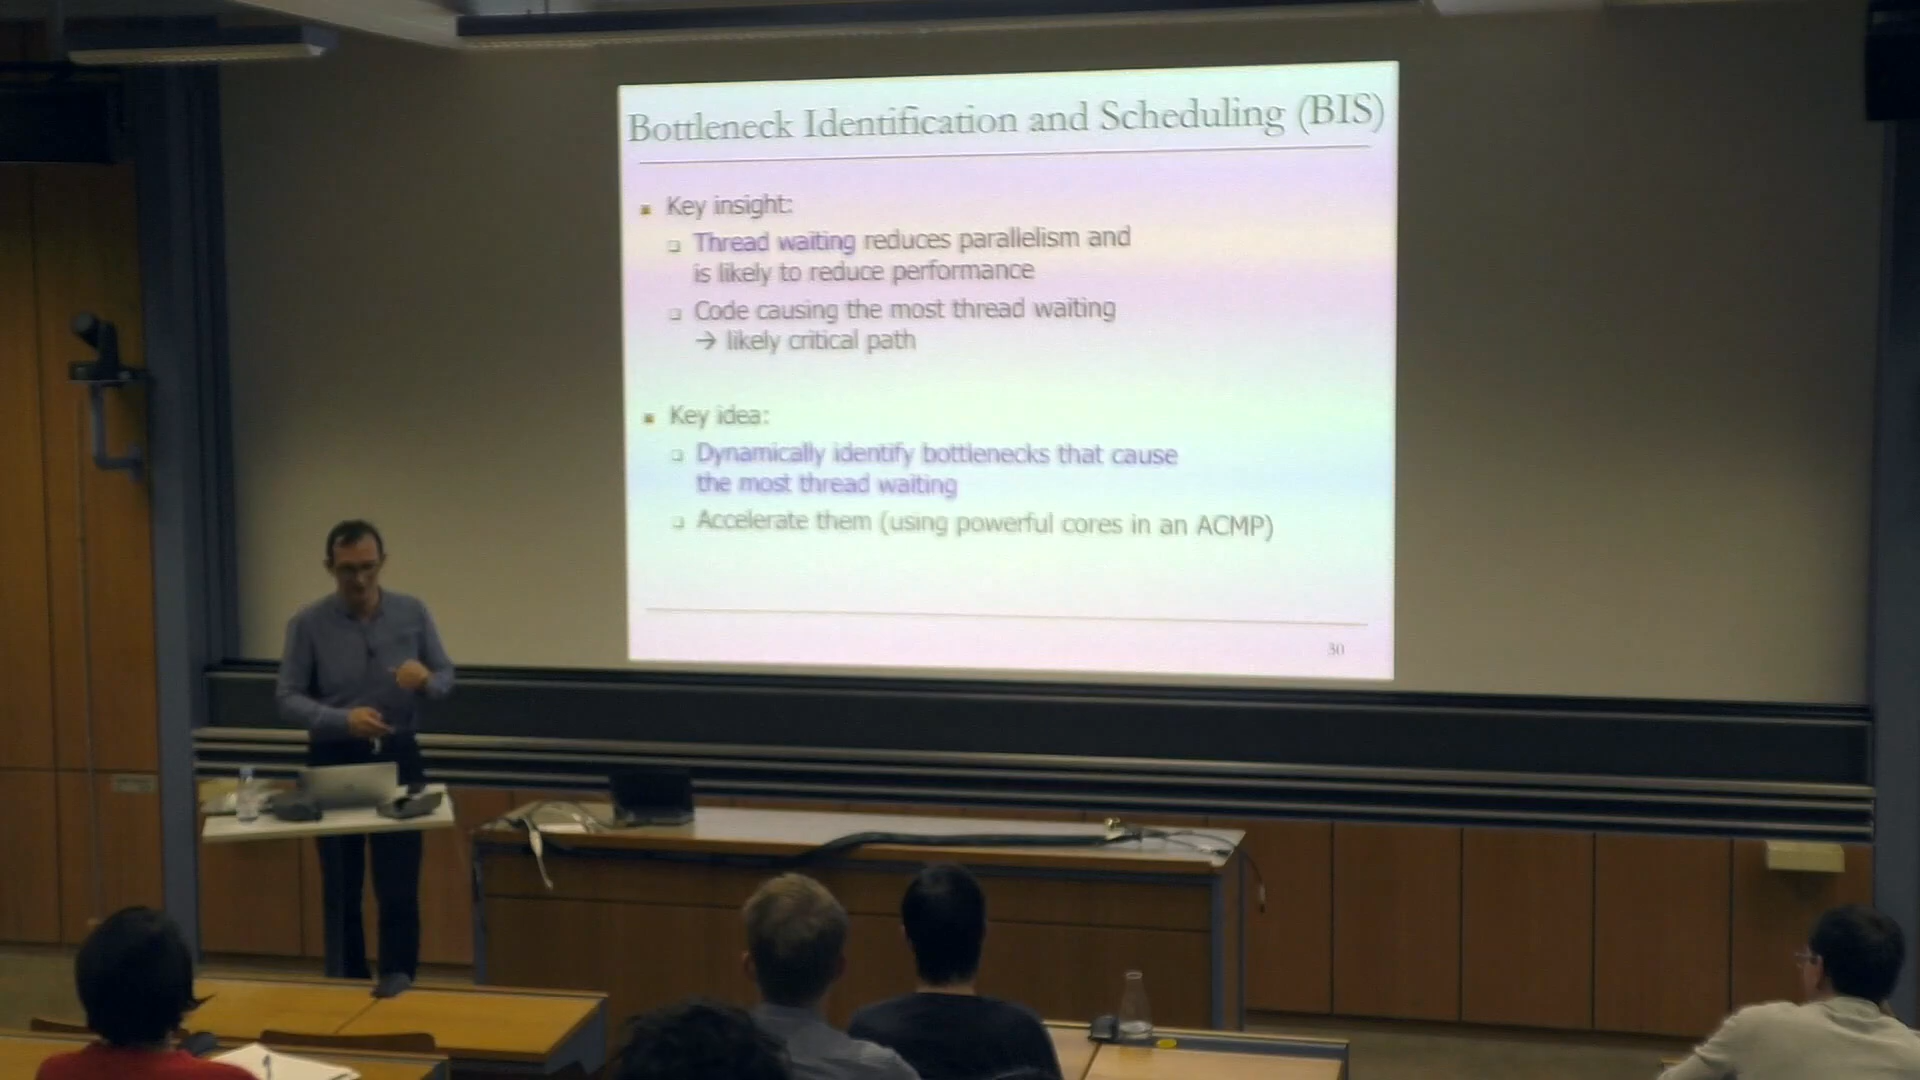 Bottleneck Identification and Scheduling (BIS)
Key insight:
Thread waiting reduces parallelism and
is likely to reduce performance
Code causing the most thread waiting
→ likely critical path
Key idea:
Dynamically identify bottlenecks that cause
the most thread waiting
Accelerate them (using powerful cores in an ACMP)
30